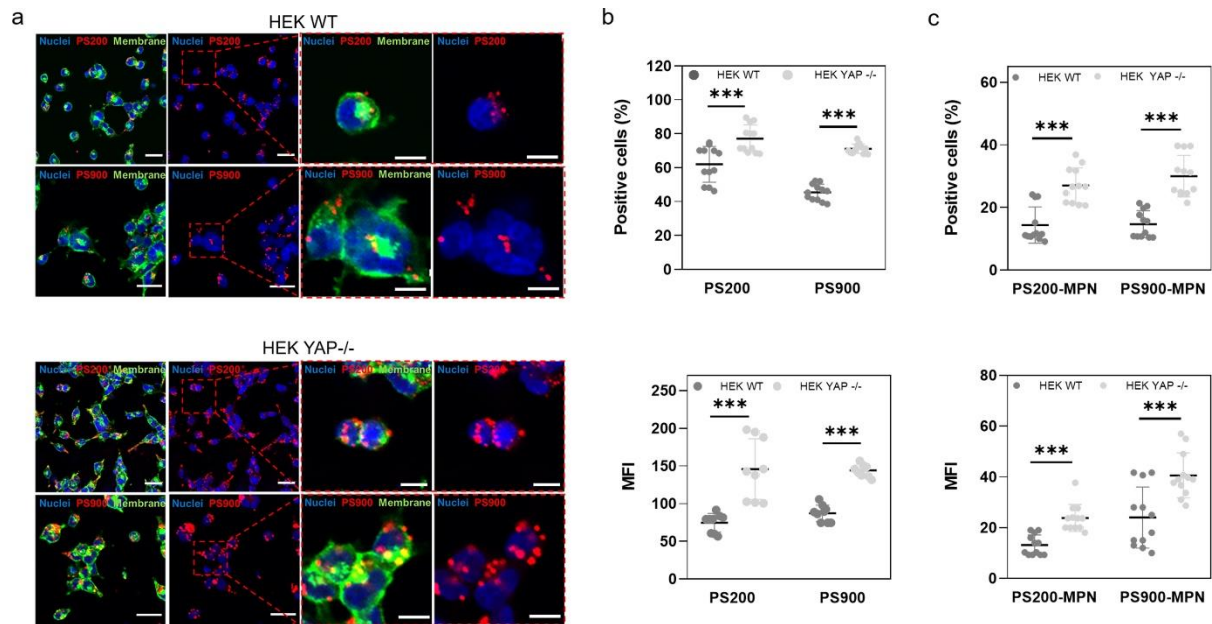 a
HEK WT
Nuclei PS200 Membrane
Nuclei PS200
Nuclei PS200 Membrane
Nuclei PS200
Nuclei PS900 Membrane
Nuclei PS900
Nuclei PS900 Membrane
Nuclei PS900
HEK YAP-/-
Nuclei PS200 Membrane
Nuclei PS200
Nuclei PS200 Membrane
Nuclei PS200
Nuclei PS900 Membrane
Nuclei PS900
Nuclei PS900 Membrane
Nuclei PS900
b
HEK WT HEK YAP -/-
Positive cells (%)
120
100
80
60
40
20
0
***
***
PS200 PS900
HEK WT HEK YAP -/-
MFI
250
200
150
100
50
0
***
***
PS200 PS900
c
HEK WT HEK YAP -/-
Positive cells (%)
60
40
20
0
***
***
PS200-MPN PS900-MPN
HEK WT HEK YAP -/-
MFI
80
60
40
20
0
***
***
PS200-MPN PS900-MPN